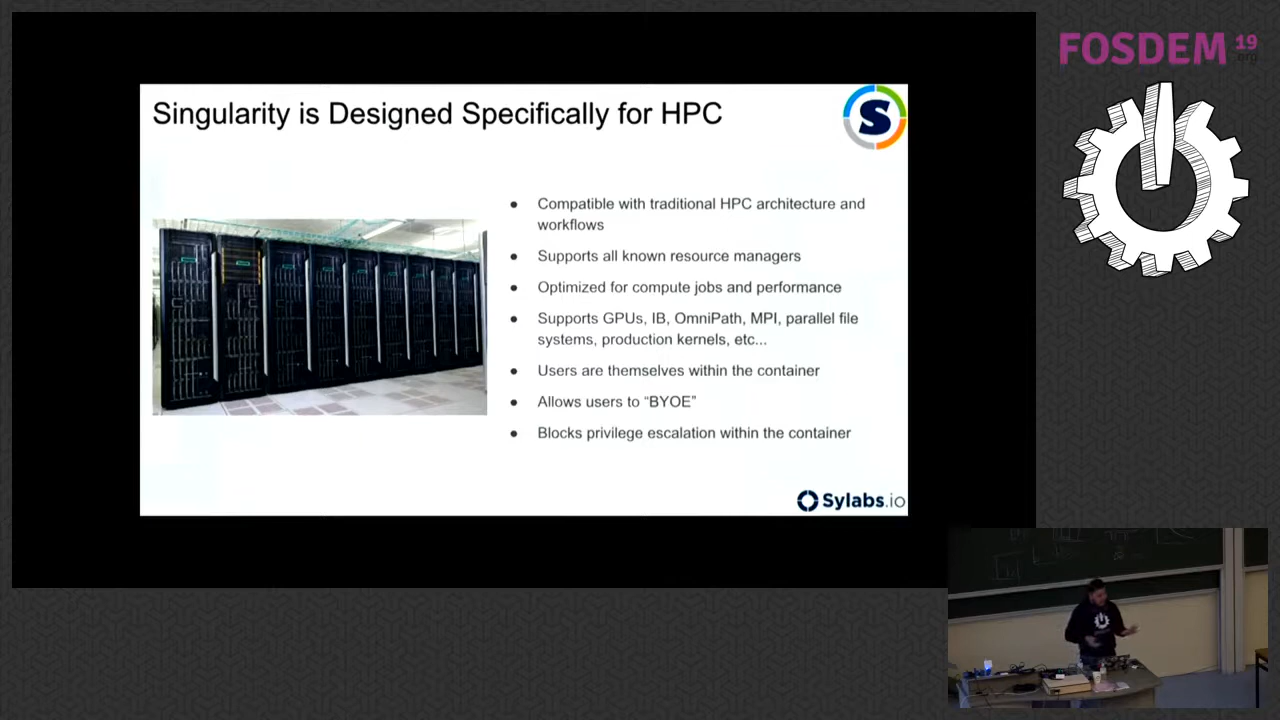 FOSDEM 19
.org
Singularity is Designed Specifically for HPC
S
● Compatible with traditional HPC architecture and
workflows
● Supports all known resource managers
● Optimized for compute jobs and performance
● Supports GPUs, IB, OmniPath, MPI, parallel file
systems, production kernels, etc...
● Users are themselves within the container
● Allows users to “BYOE”
● Blocks privilege escalation within the container
Sylabs.io